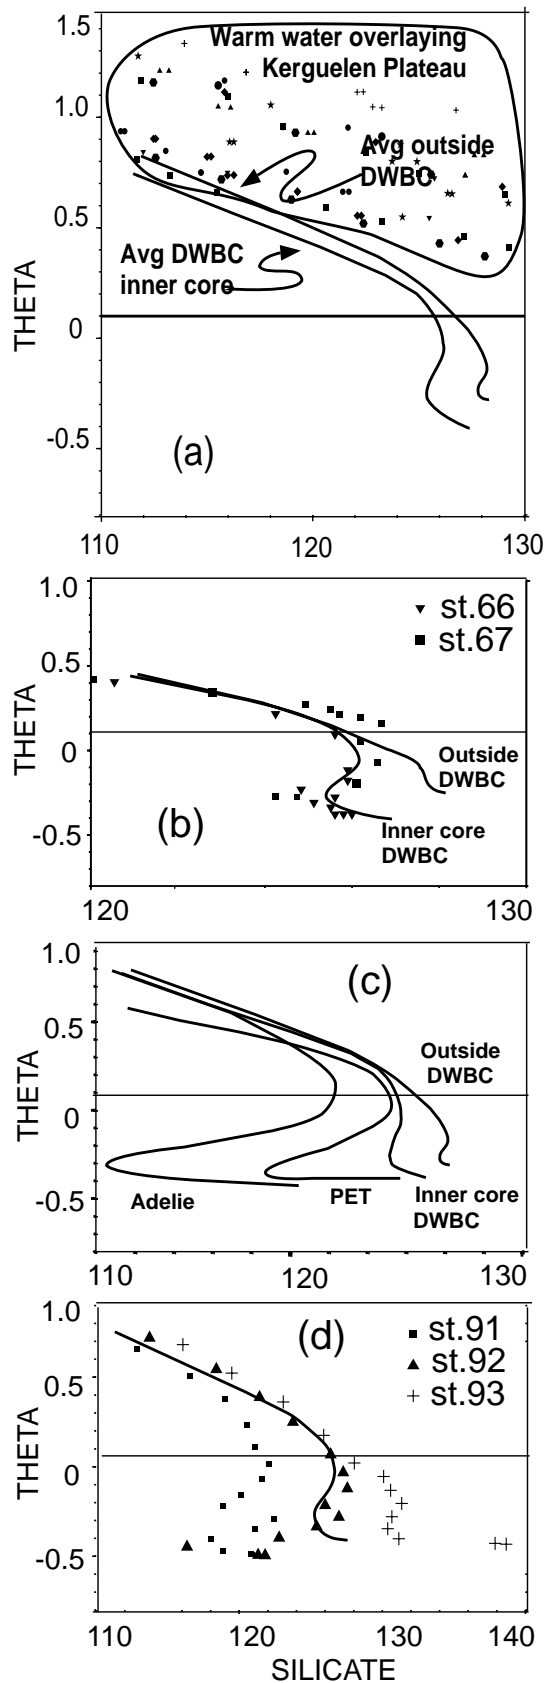 1.5
Warm water overlaying
Kerguelen Plateau
1.0
Avg outside
DWBC
0.5
Avg DWBC
inner core
THETA
0
-0.5
(a)
110
120
130
1.0
st.66
st.67
0.5
THETA
0
Outside
DWBC
(b)
-0.5
Inner core
DWBC
120
130
1.0
(c)
0.5
Outside
DWBC
THETA
0
-0.5
Adelie
PET
Inner core
DWBC
110
120
130
1.0
(d)
st.91
st.92
st.93
0.5
THETA
0
-0.5
110
120
130
140
SILICATE